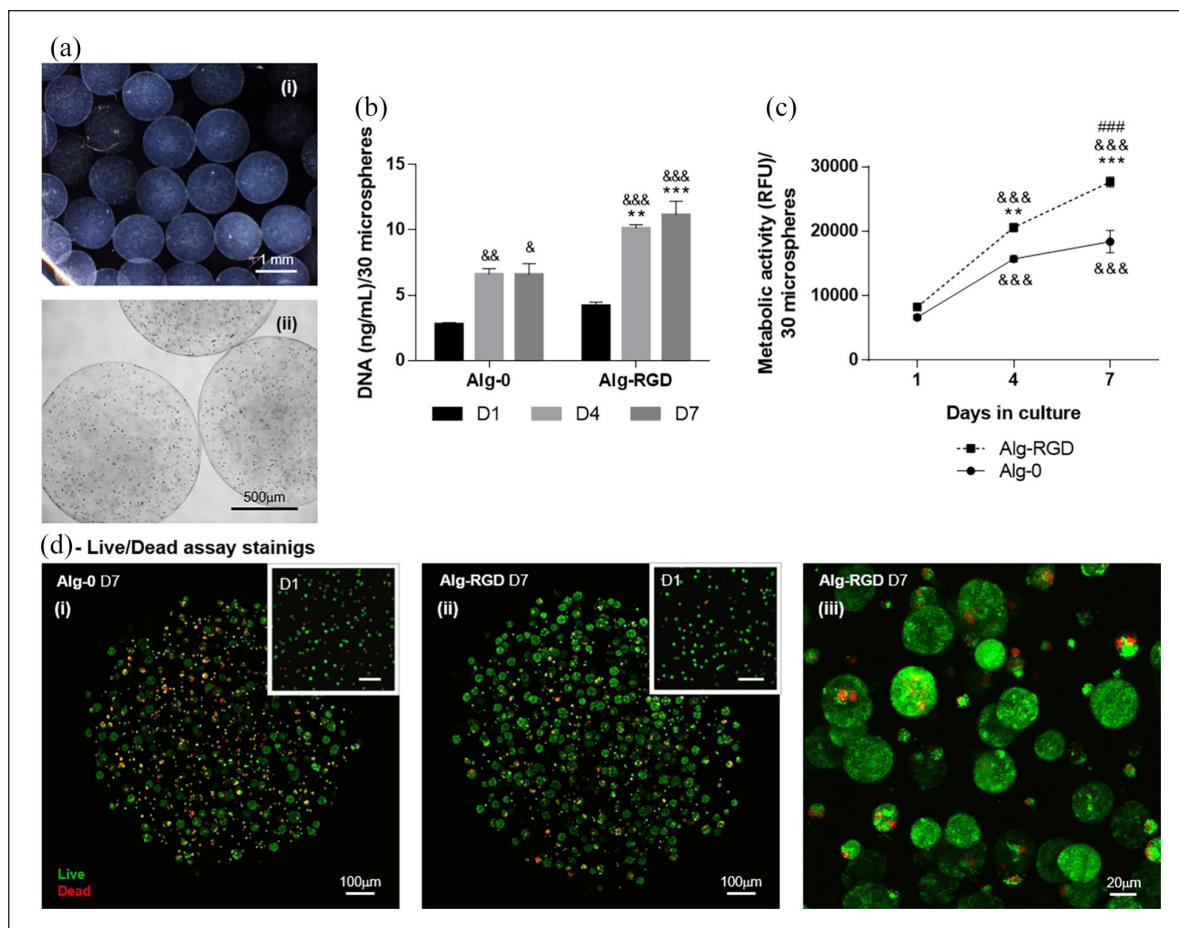 (a)
(i)
1 mm
(ii)
500µm
(b)
DNA (ng/mL)/30 microspheres
15
10
5
0
&&
&
&&&
**
&&&
***
Alg-0
Alg-RGD
D1
D4
D7
(c)
Metabolic activity (RFU)/
30 microspheres
30000
20000
10000
0
###
&&&
***
&&&
**
&&&
&&&
1
4
7
Days in culture
Alg-RGD
Alg-0
(d) - Live/Dead assay stainigs
Alg-0 D7
(i)
D1
Live
Dead
100µm
Alg-RGD D7
(ii)
D1
100µm
Alg-RGD D7
(iii)
20µm